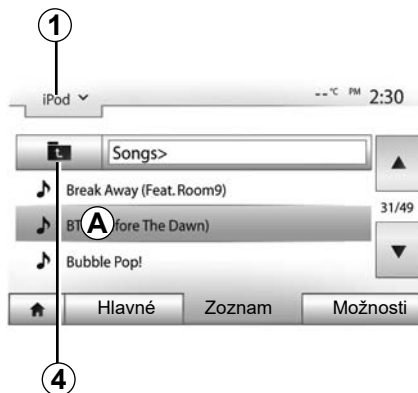 1
iPod --°C PM 2:30
Songs>
Break Away (Feat. Room9)
31/49
A fore The Dawn)
Bubble Pop!
Hlavné Zoznam Možnosti
4